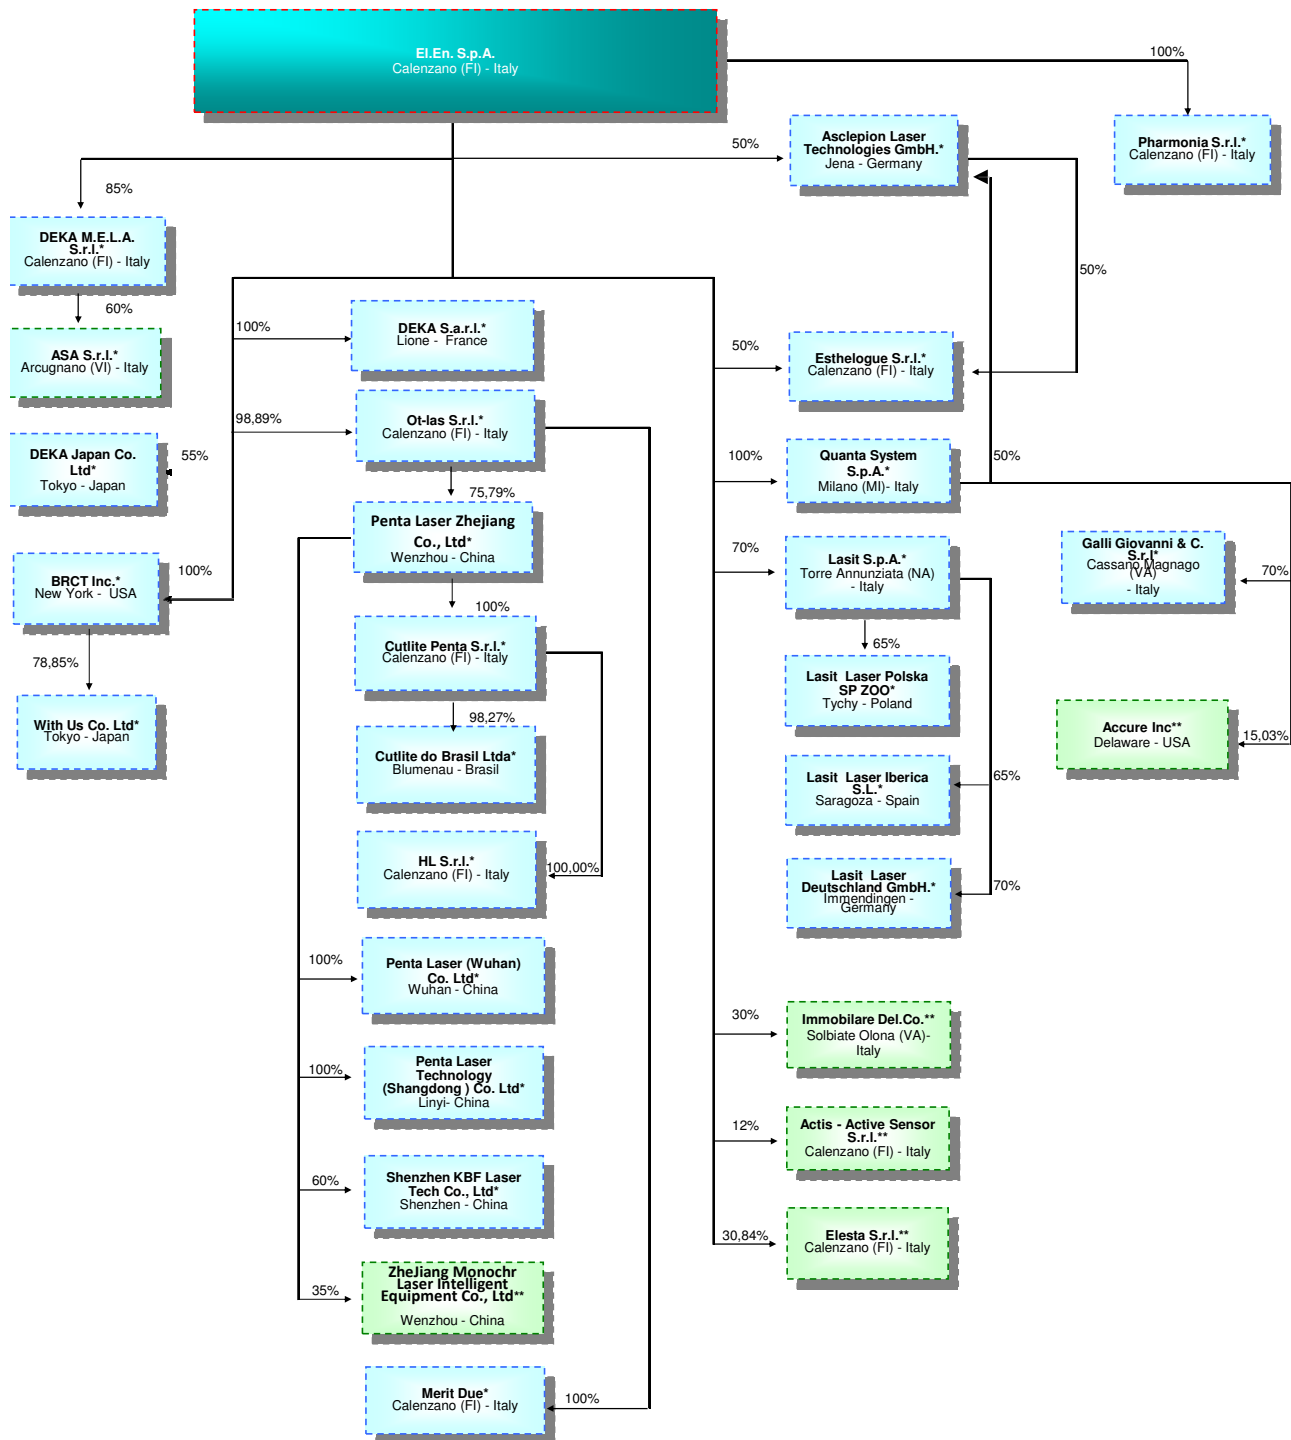 El.En. S.p.A.
Calenzano (FI) - Italy
100%
Asclepion Laser
Technologies GmbH.*
Jena - Germany
50%
Pharmonia S.r.l.*
Calenzano (FI) - Italy
85%
DEKA M.E.L.A.
S.r.l.*
Calenzano (FI) - Italy
50%
60%
ASA S.r.l.*
Arcugnano (VI) - Italy
100%
DEKA S.a.r.l.*
Lione - France
50%
Esthelogue S.r.l.*
Calenzano (FI) - Italy
98,89%
Ot-las S.r.l.*
Calenzano (FI) - Italy
DEKA Japan Co.
Ltd*
Tokyo - Japan
55%
100%
Quanta System
S.p.A.*
Milano (MI)- Italy
50%
75,79%
Penta Laser Zhejiang
Co., Ltd*
Wenzhou - China
70%
Lasit S.p.A.*
Torre Annunziata (NA)
- Italy
Galli Giovanni & C.
S.r.l*
Cassano Magnago
(VA)
- Italy
70%
BRCT Inc.*
New York - USA
100%
100%
Cutlite Penta S.r.l.*
Calenzano (FI) - Italy
65%
Lasit Laser Polska
SP ZOO*
Tychy - Poland
78,85%
With Us Co. Ltd*
Tokyo - Japan
98,27%
Cutlite do Brasil Ltda*
Blumenau - Brasil
Accure Inc**
Delaware - USA
15,03%
Lasit Laser Iberica
S.L.*
Saragoza - Spain
65%
HL S.r.l.*
Calenzano (FI) - Italy
100,00%
Lasit Laser
Deutschland GmbH.*
Immendingen -
Germany
70%
100%
Penta Laser (Wuhan)
Co. Ltd*
Wuhan - China
30%
Immobilare Del.Co.**
Solbiate Olona (VA)-
Italy
100%
Penta Laser
Technology
(Shangdong ) Co. Ltd*
Linyi- China
12%
Actis - Active Sensor
S.r.l.**
Calenzano (FI) - Italy
60%
Shenzhen KBF Laser
Tech Co., Ltd*
Shenzhen - China
30,84%
Elesta S.r.l.**
Calenzano (FI) - Italy
35%
ZheJiang Monochr
Laser Intelligent
Equipment Co., Ltd**
Wenzhou - China
Merit Due*
Calenzano (FI) - Italy
100%